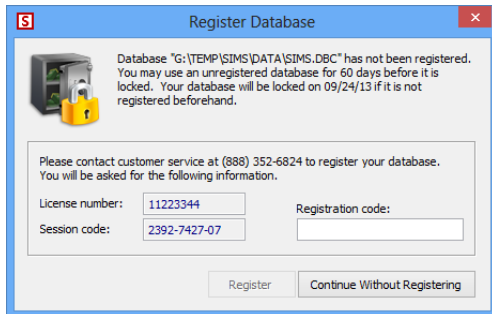 S
Register Database
Database "G:\TEMP\SIMS\DATA\SIMS.DBC" has not been registered.
You may use an unregistered database for 60 days before it is
locked. Your database will be locked on 09/24/13 if it is not
registered beforehand.
Please contact customer service at (888) 352-6824 to register your database.
You will be asked for the following information.
License number: 11223344
Registration code:
Session code: 2392-7427-07
Register Continue Without Registering